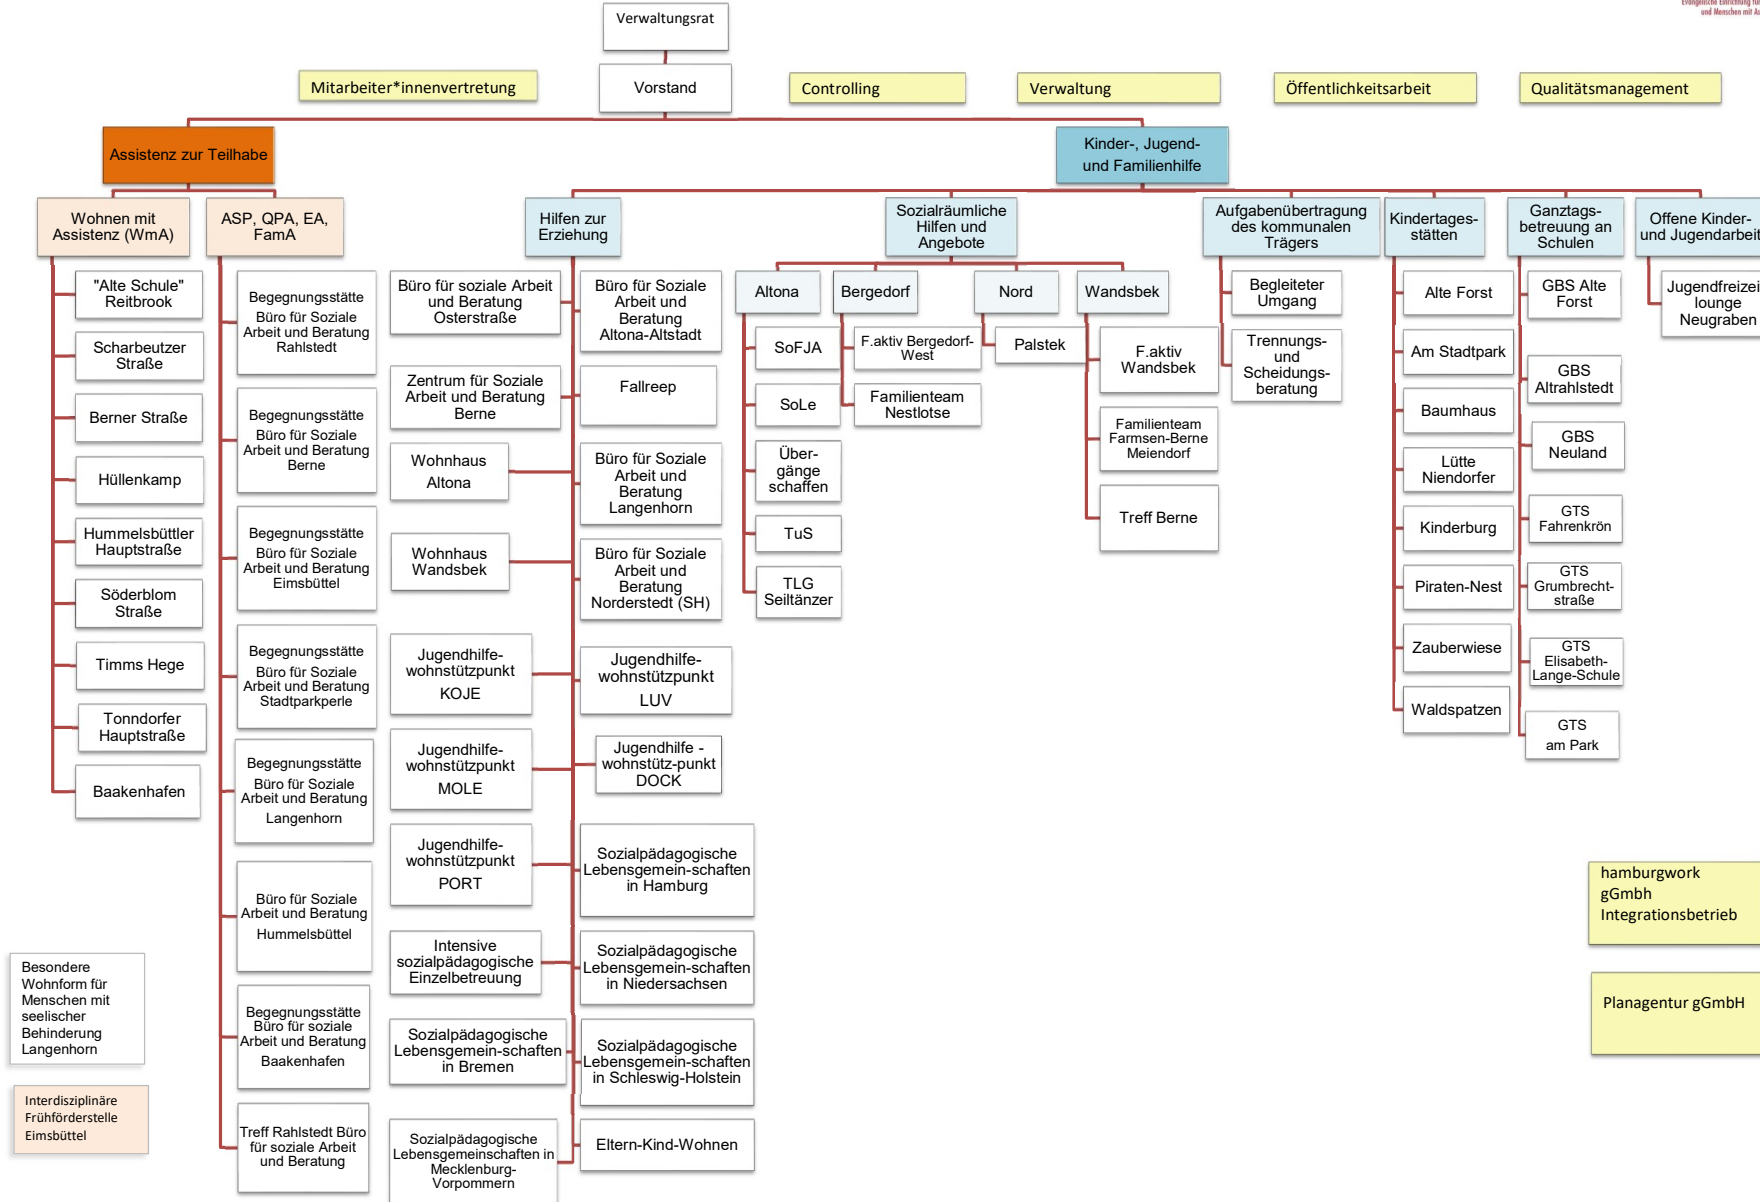 Evangelische Einrichtung für
und Menschen mit As
Verwaltungsrat
Mitarbeiter*innenvertretung
Vorstand
Controlling
Verwaltung
Öffentlichkeitsarbeit
Qualitätsmanagement
Assistenz zur Teilhabe
Kinder-, Jugend-
und Familienhilfe
Wohnen mit
Assistenz (WmA)
ASP, QPA, EA,
FamA
Hilfen zur
Erziehung
Sozialräumliche
Hilfen und
Angebote
Aufgabenübertragung
des kommunalen
Trägers
Kindertages-
stätten
Ganztags-
betreuung an
Schulen
Offene Kinder-
und Jugendarbeit
"Alte Schule"
Reitbrook
Scharbeutzer
Straße
Berner Straße
Hüllenkamp
Hummelsbüttler
Hauptstraße
Söderblom
Straße
Timms Hege
Tonndorfer
Hauptstraße
Baakenhafen
Begegnungsstätte
Büro für Soziale
Arbeit und Beratung
Rahlstedt
Begegnungsstätte
Büro für Soziale
Arbeit und Beratung
Berne
Begegnungsstätte
Büro für Soziale
Arbeit und Beratung
Eimsbüttel
Begegnungsstätte
Büro für Soziale
Arbeit und Beratung
Stadtparkperle
Begegnungsstätte
Büro für Soziale
Arbeit und Beratung
Langenhorn
Büro für Soziale
Arbeit und Beratung
Hummelsbüttel
Begegnungsstätte
Büro für soziale
Arbeit und Beratung
Baakenhafen
Treff Rahlstedt Büro
für soziale Arbeit
und Beratung
Büro für soziale Arbeit
und Beratung
Osterstraße
Zentrum für Soziale
Arbeit und Beratung
Berne
Wohnhaus
Altona
Wohnhaus
Wandsbek
Jugendhilfe-
wohnstützpunkt
KOJE
Jugendhilfe-
wohnstützpunkt
MOLE
Jugendhilfe-
wohnstützpunkt
PORT
Intensive
sozialpädagogische
Einzelbetreuung
Sozialpädagogische
Lebensgemein-schaften
in Bremen
Sozialpädagogische
Lebensgemeinschaften in
Mecklenburg-
Vorpommern
Büro für Soziale
Arbeit und
Beratung
Altona-Altstadt
Fallreep
Büro für Soziale
Arbeit und
Beratung
Langenhorn
Büro für Soziale
Arbeit und
Beratung
Norderstedt (SH)
Jugendhilfe-
wohnstützpunkt
LUV
Jugendhilfe -
wohnstütz-punkt
DOCK
Sozialpädagogische
Lebensgemein-schaften
in Hamburg
Sozialpädagogische
Lebensgemein-schaften
in Niedersachsen
Sozialpädagogische
Lebensgemein-schaften
in Schleswig-Holstein
Eltern-Kind-Wohnen
Altona
SoFJA
SoLe
Über-
gänge
schaffen
TuS
TLG
Seiltänzer
Bergedorf
F.aktiv Bergedorf-
West
Familienteam
Nestlotse
Nord
Palstek
Wandsbek
F.aktiv
Wandsbek
Familienteam
Farmsen-Berne
Meiendorf
Treff Berne
Begleiteter
Umgang
Trennungs-
und
Scheidungs-
beratung
Alte Forst
Am Stadtpark
Baumhaus
Lütte
Niendorfer
Kinderburg
Piraten-Nest
Zauberwiese
Waldspatzen
GBS Alte
Forst
GBS
Altrahlstedt
GBS
Neuland
GTS
Fahrenkrön
GTS
Grumbrecht-
straße
GTS
Elisabeth-
Lange-Schule
GTS
am Park
Jugendfreizei
lounge
Neugraben
hamburgwork
gGmbh
Integrationsbetrieb
Planagentur gGmbH
Besondere
Wohnform für
Menschen mit
seelischer
Behinderung
Langenhorn
Interdisziplinäre
Frühförderstelle
Eimsbüttel